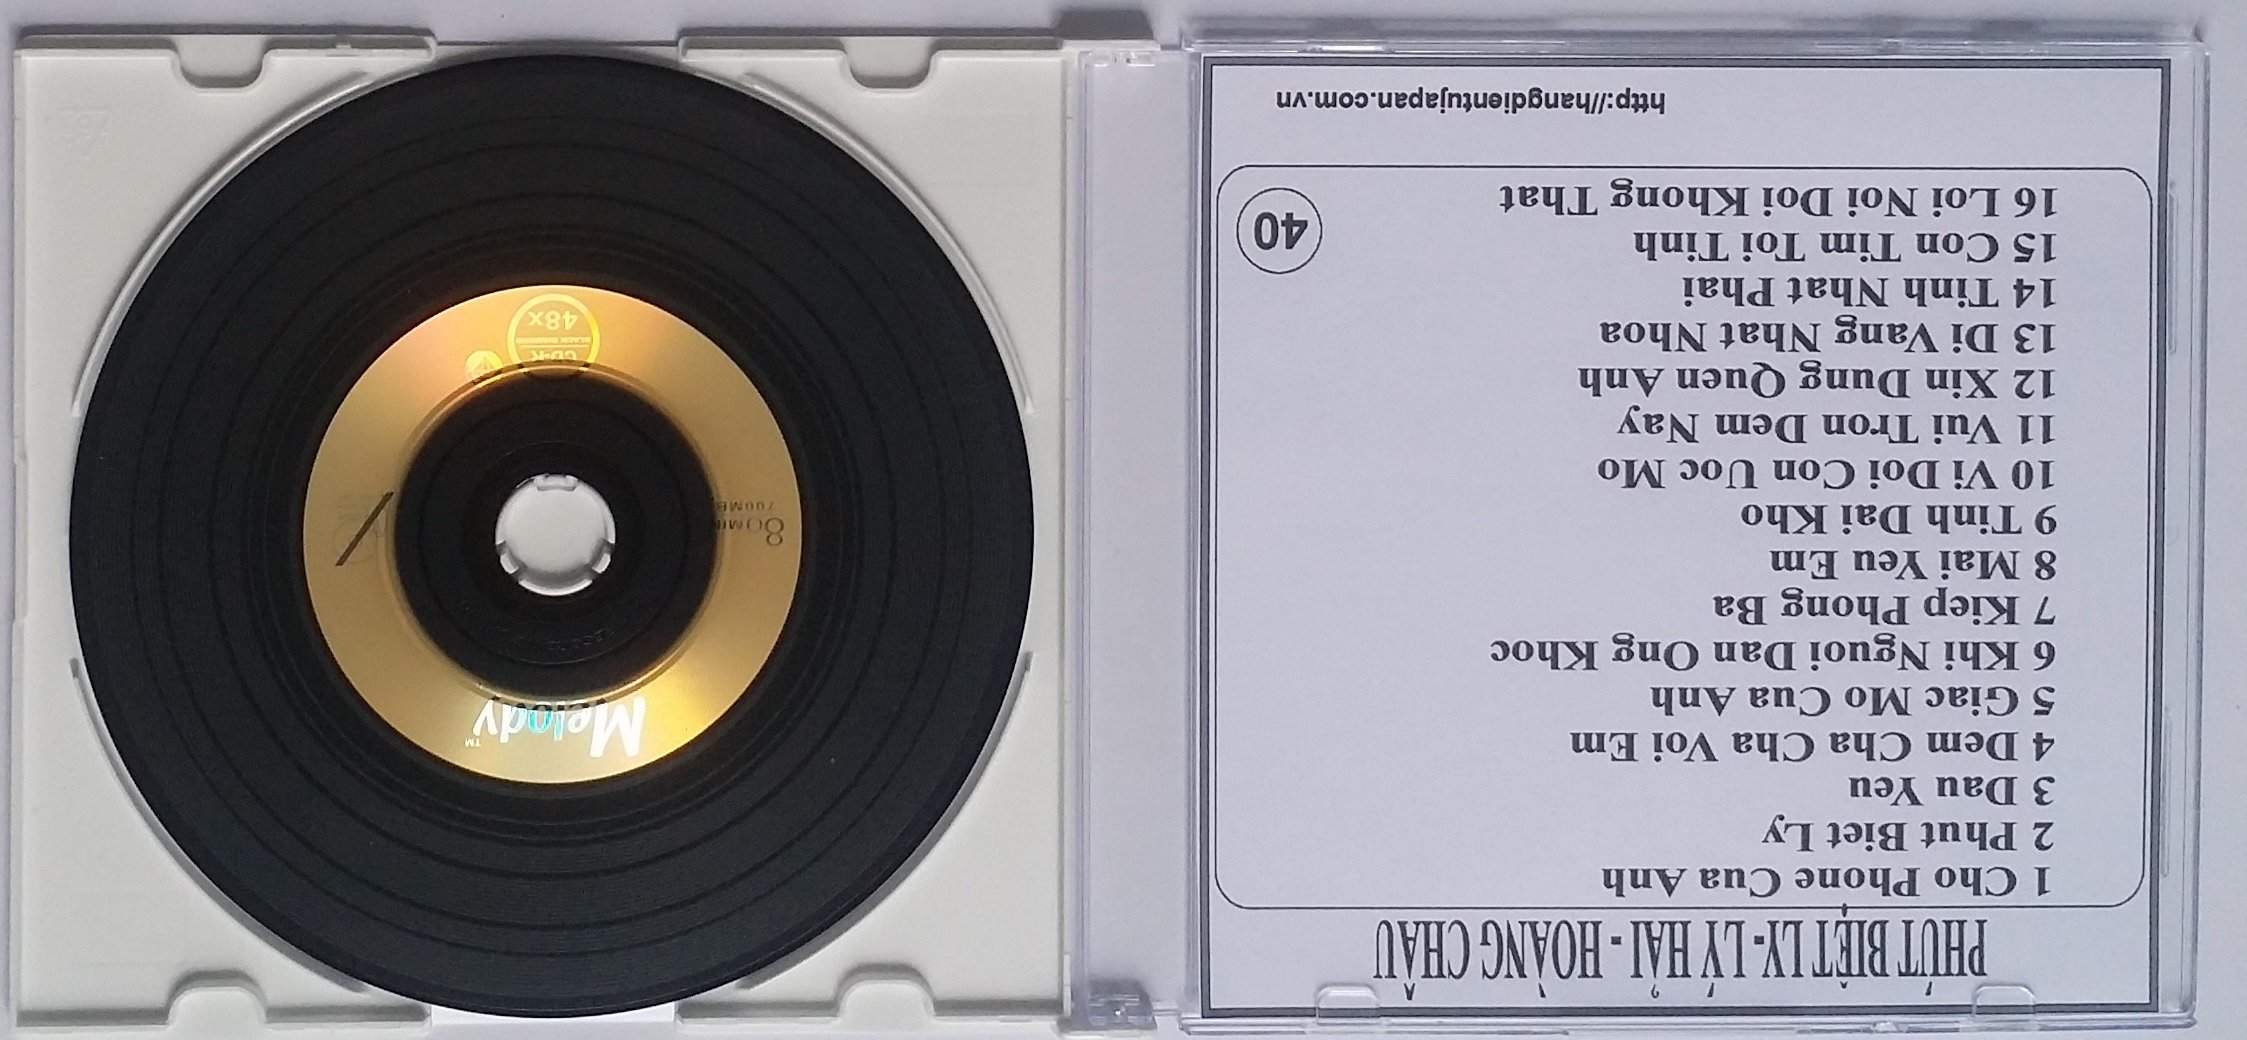 PHÚT BIỆT LY - LÝ HẢI - HOÀNG CHÂU
1 Cho Phone Cua Anh
2 Phut Biet Ly
3 Dau Yeu
4 Dem Cha Cha Voi Em
5 Giac Mo Cua Anh
6 Khi Nguoi Dan Ong Khoc
7 Kiep Phong Ba
8 Mai Yeu Em
9 Tinh Dai Kho
10 Vi Doi Con Uoc Mo
11 Vui Tron Dem Nay
12 Xin Dung Quen Anh
13 Di Vang Nhat Nhoa
14 Tinh Nhat Phai
15 Con Tim Toi Tinh
16 Loi Noi Doi Khong That
40
http://hangdientujapan.com.vn
Melody™
80MIN
700MB
CD-R
48x